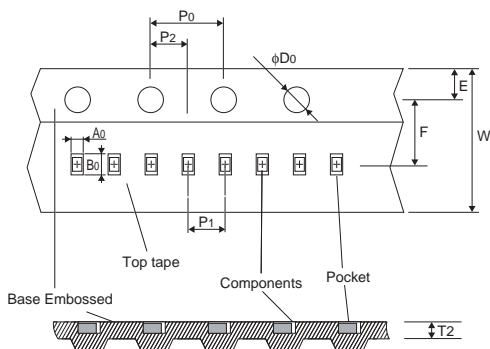 P0
P2
ϕD0
E
F
W
A0
B0
P1
Top tape
Components
Pocket
Base Embossed
T2